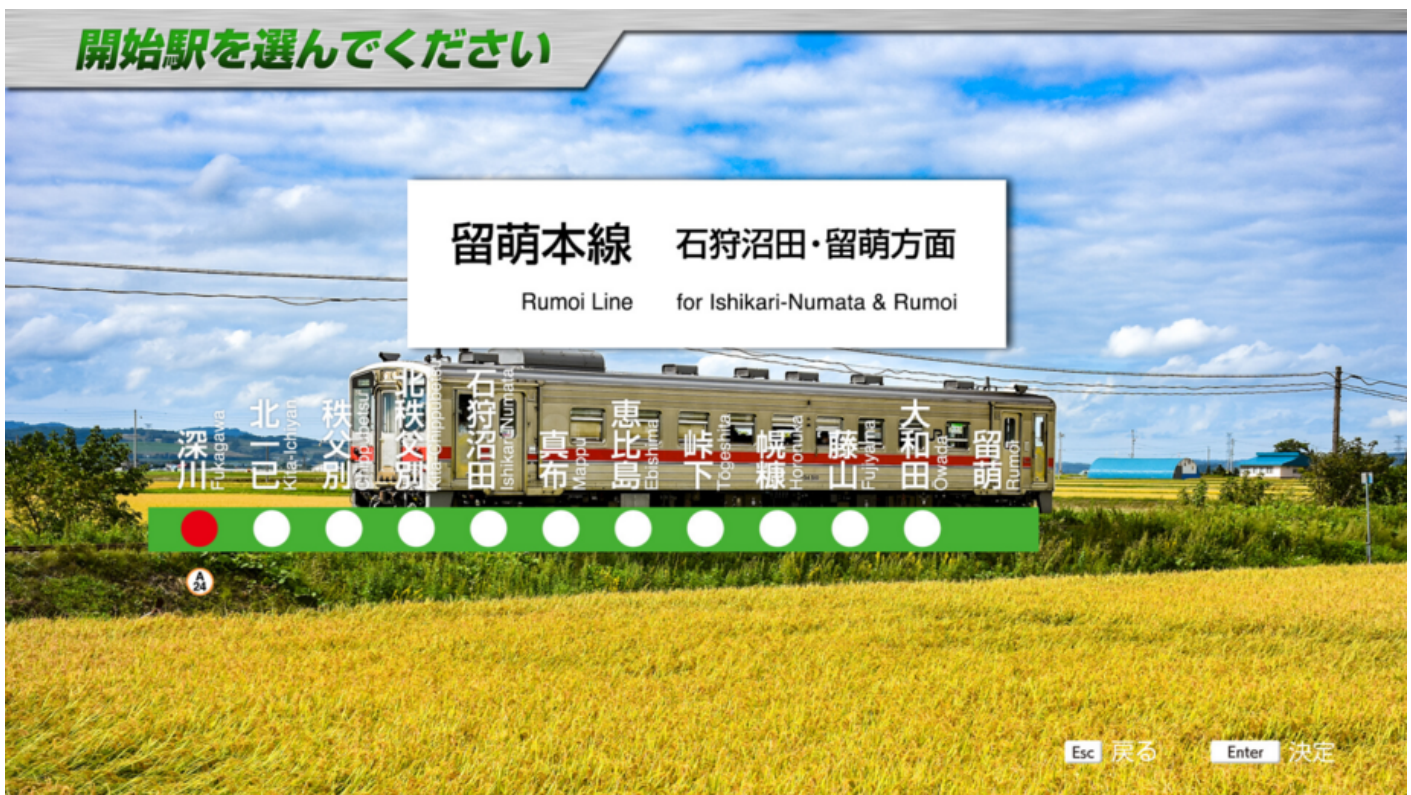 開始駅を選んでください
留萌本線 石狩沼田・留萌方面
Rumoi Line for Ishikari-Numata & Rumoi
深川 Fukagawa
北一已 Kita-Ichiyan
秩父別 Chippubetsu
北秩父別 Kita-Chippubetsu
石狩沼田 Ishikari-Numata
真布 Mappu
恵比島 Ebishima
峠下 Togeshita
幌糠 Horonuka
藤山 Fujiyama
大和田 Owada
留萌 Rumoi
A
24
Esc 戻る Enter 決定